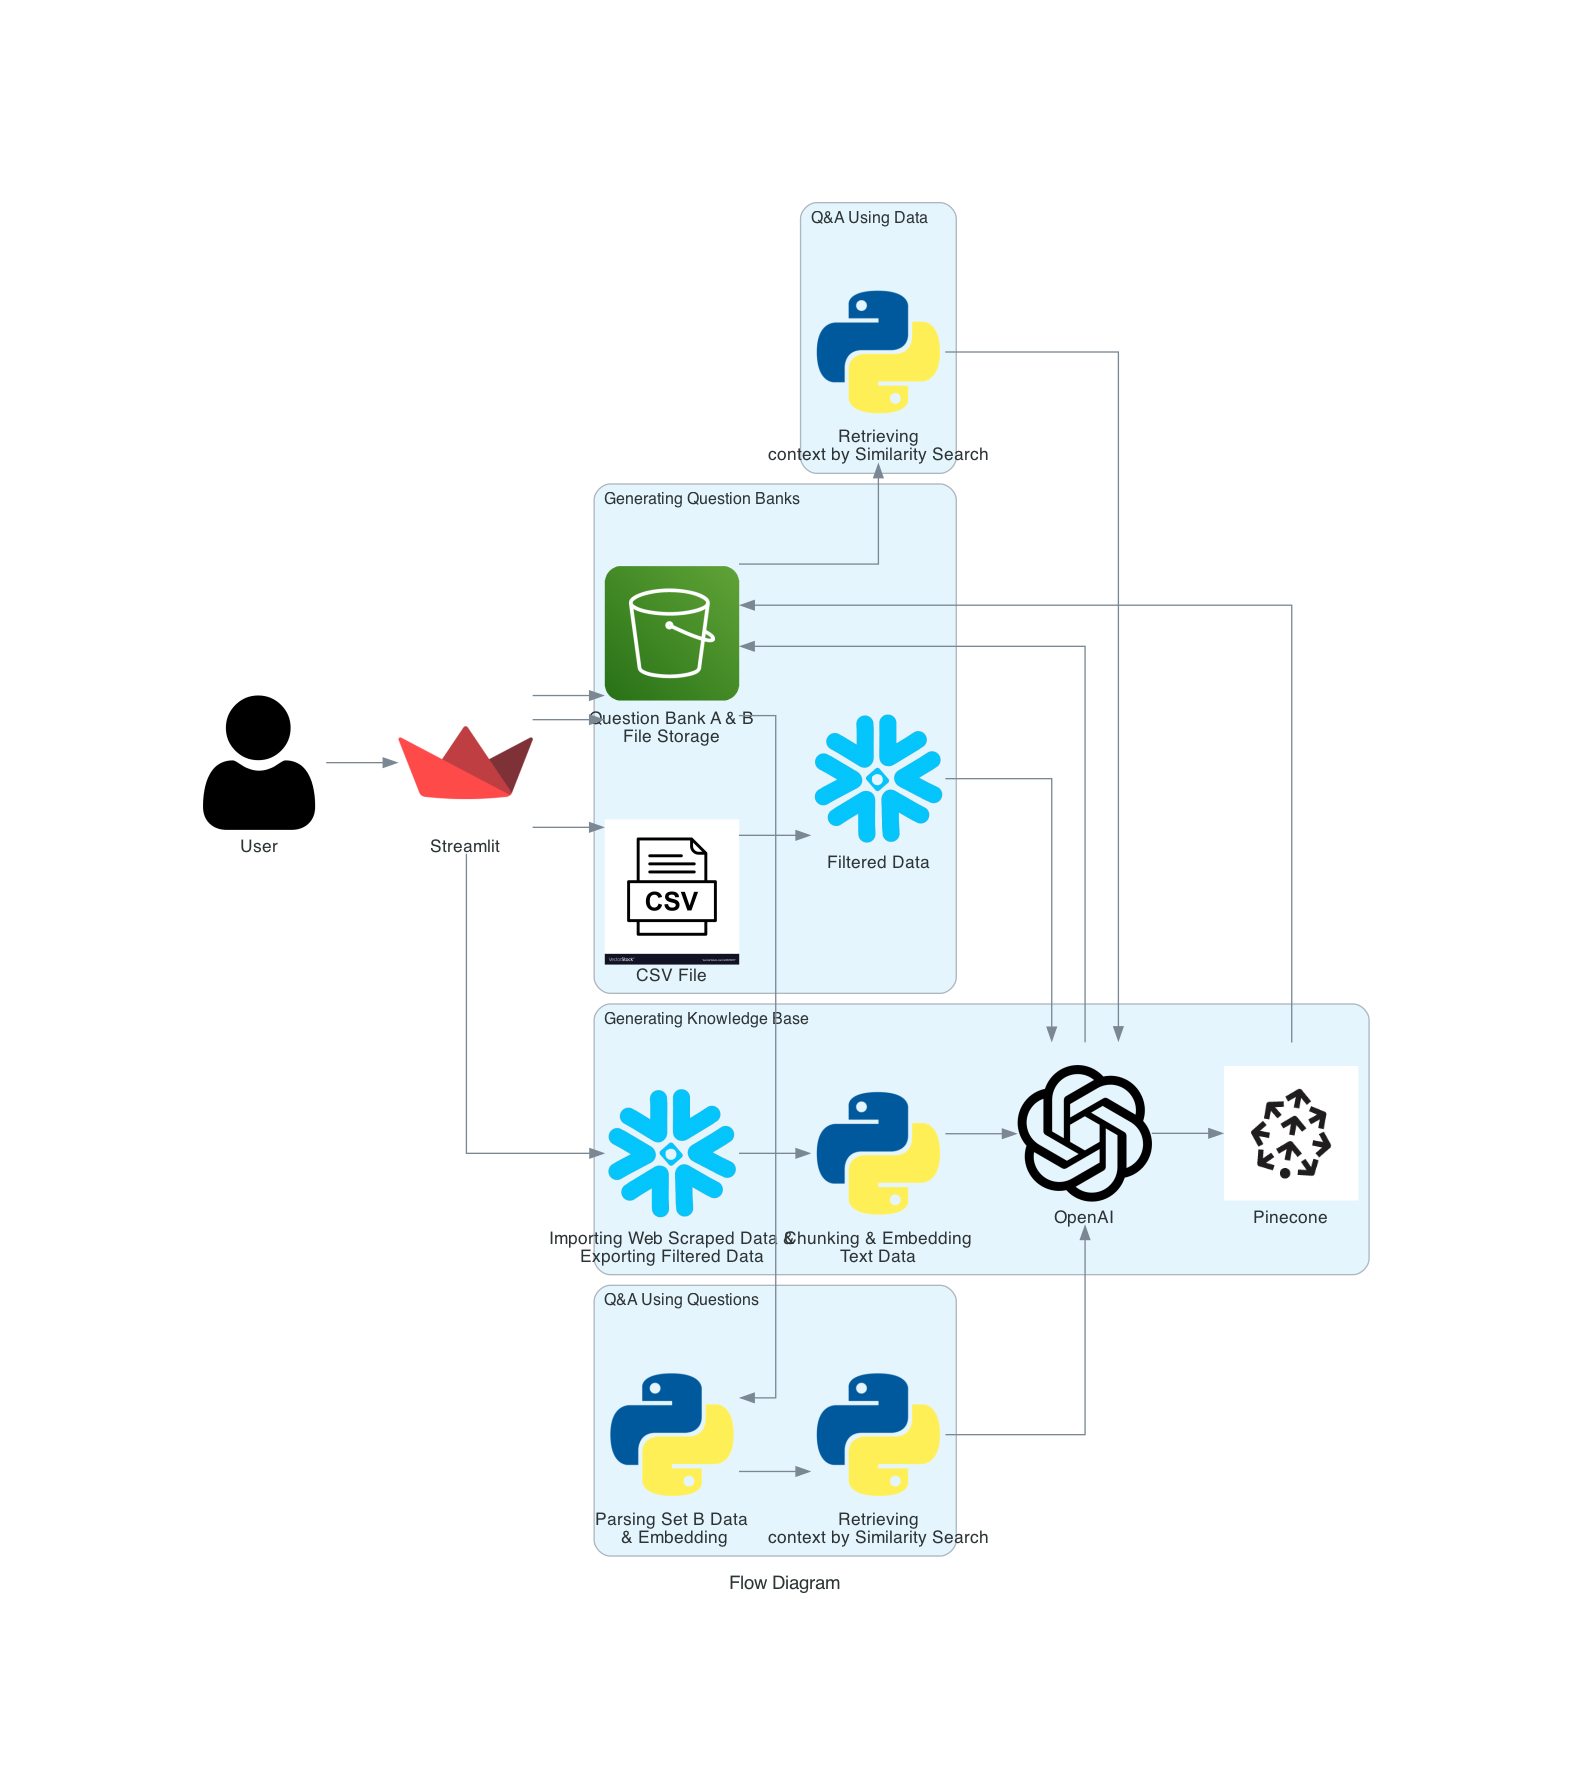 Q&A Using Data
Retrieving
context by Similarity Search
Generating Question Banks
Question Bank A & B
File Storage
Filtered Data
User
Streamlit
CSV
CSV File
Generating Knowledge Base
Importing Web Scraped Data &
Exporting Filtered Data
Chunking & Embedding
Text Data
OpenAI
Pinecone
Q&A Using Questions
Parsing Set B Data
& Embedding
Retrieving
context by Similarity Search
Flow Diagram